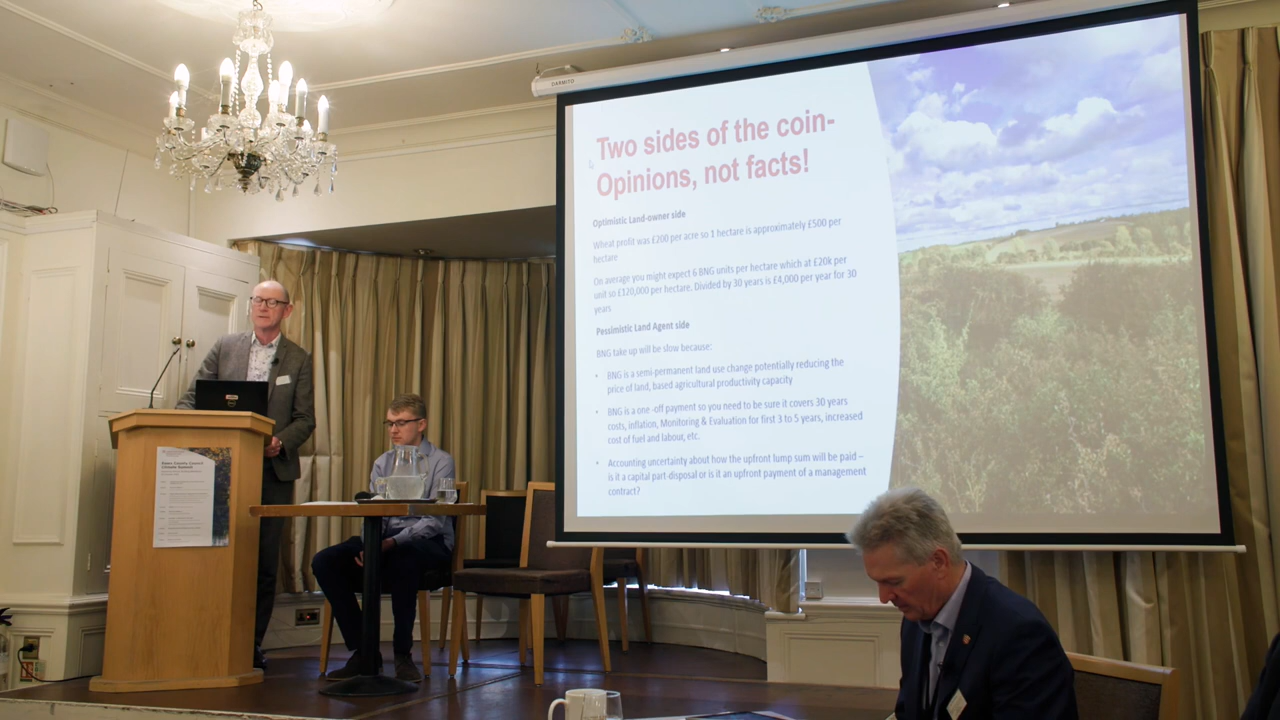 DARMITO
Two sides of the coin-
Opinions, not facts!
Optimistic Land-owner side
Wheat profit was £200 per acre so 1 hectare is approximately £500 per
hectare
On average you might expect 6 BNG units per hectare which at £20k per
unit so £120,000 per hectare. Divided by 30 years is £4,000 per year for 30
years
Pessimistic Land Agent side
BNG take up will be slow because:
• BNG is a semi-permanent land use change potentially reducing the
price of land, based agricultural productivity capacity
• BNG is a one-off payment so you need to be sure it covers 30 years
costs, inflation, Monitoring & Evaluation for first 3 to 5 years, increased
cost of fuel and labour, etc.
• Accounting uncertainty about how the upfront lump sum will be paid –
is it a capital part-disposal or is it an upfront payment of a management
contract?
County Council
Climate Summit